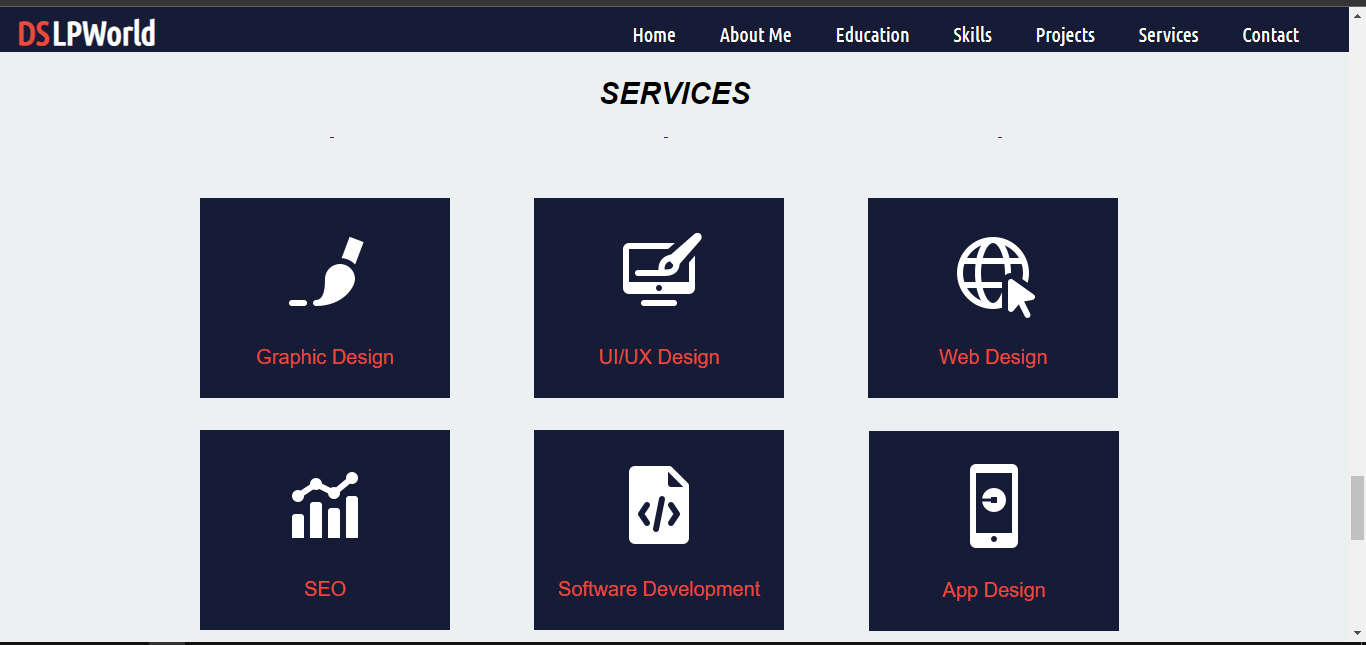 DSLPWorld Home About Me Education Skills Projects Services Contact
SERVICES
- - -
Graphic Design UI/UX Design Web Design
SEO Software Development App Design